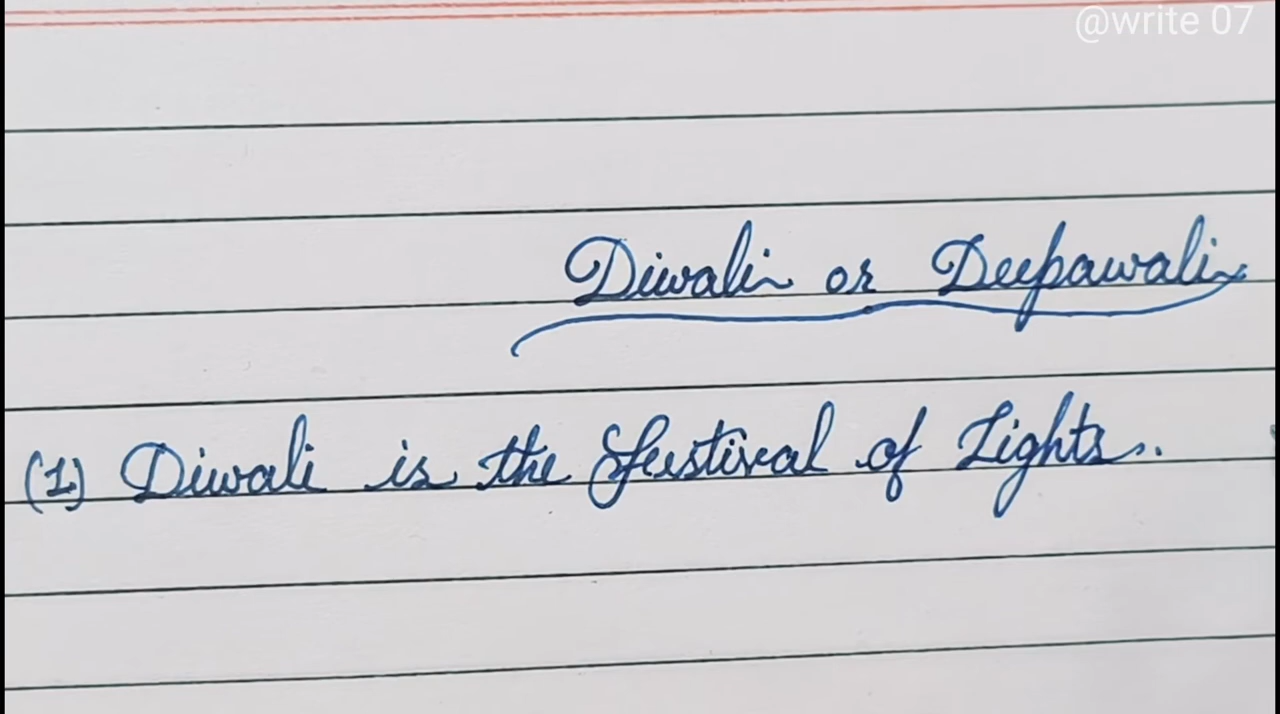 @write 07
Diwali or Deepawali
(1) Diwali is the festival of Lights.